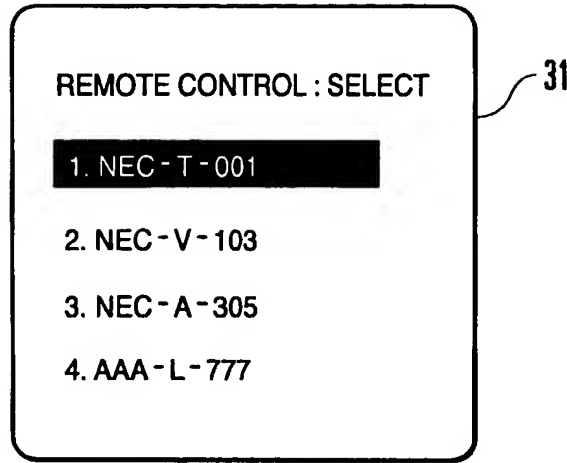 REMOTE CONTROL : SELECT
31
1. NEC-T-001
2. NEC-V-103
3. NEC-A-305
4. AAA-L-777